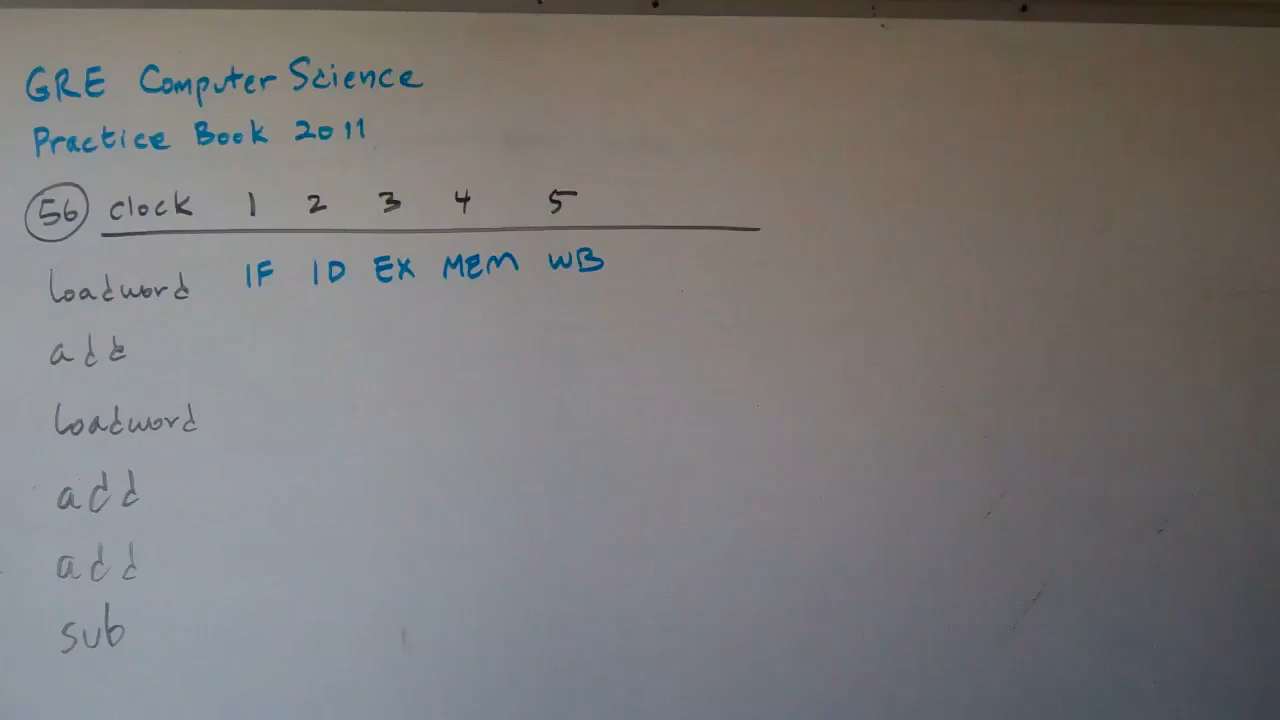 GRE Computer Science
Practice Book 2011
56 clock 1 2 3 4 5
loadword IF ID EX MEM WB
add
loadword
add
add
sub